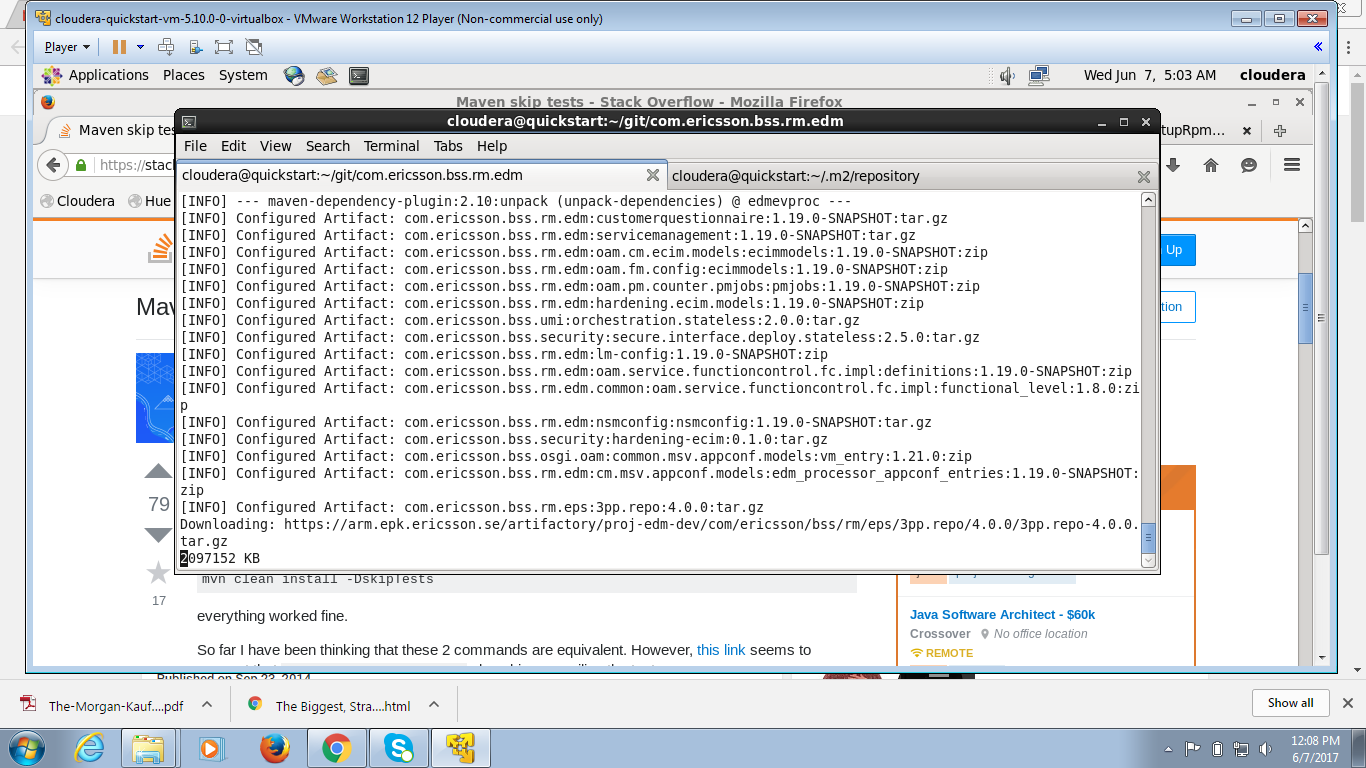 cloudera-quickstart-vm-5.10.0-0-virtualbox - VMware Workstation 12 Player (Non-commercial use only)
Player
Applications Places System
Wed Jun 7, 5:03 AM cloudera
Maven skip tests - Stack Overflow - Mozilla Firefox
cloudera@quickstart:~/git/com.ericsson.bss.rm.edm
Maven skip
File Edit View Search Terminal Tabs Help
https://stac
cloudera@quickstart:~/git/com.ericsson.bss.rm.edm
cloudera@quickstart:~/.m2/repository
Cloudera Hue
[INFO] --- maven-dependency-plugin:2.10:unpack (unpack-dependencies) @ edmevproc ---
[INFO] Configured Artifact: com.ericsson.bss.rm.edm:customerquestionnaire:1.19.0-SNAPSHOT:tar.gz
[INFO] Configured Artifact: com.ericsson.bss.rm.edm:servicemanagement:1.19.0-SNAPSHOT:tar.gz
[INFO] Configured Artifact: com.ericsson.bss.rm.edm:oam.cm.ecim.models:ecimmodels:1.19.0-SNAPSHOT:zip
[INFO] Configured Artifact: com.ericsson.bss.rm.edm:oam.fm.config:ecimmodels:1.19.0-SNAPSHOT:zip
[INFO] Configured Artifact: com.ericsson.bss.rm.edm:oam.pm.counter.pmjobs:pmjobs:1.19.0-SNAPSHOT:zip
[INFO] Configured Artifact: com.ericsson.bss.rm.edm:hardening.ecim.models:1.19.0-SNAPSHOT:zip
[INFO] Configured Artifact: com.ericsson.bss.umi:orchestration.stateless:2.0.0:tar.gz
[INFO] Configured Artifact: com.ericsson.bss.security:secure.interface.deploy.stateless:2.5.0:tar.gz
[INFO] Configured Artifact: com.ericsson.bss.rm.edm:lm-config:1.19.0-SNAPSHOT:zip
[INFO] Configured Artifact: com.ericsson.bss.rm.edm:oam.service.functioncontrol.fc.impl:definitions:1.19.0-SNAPSHOT:zip
[INFO] Configured Artifact: com.ericsson.bss.rm.edm.common:oam.service.functioncontrol.fc.impl:functional_level:1.8.0:zi
p
[INFO] Configured Artifact: com.ericsson.bss.rm.edm:nsmconfig:nsmconfig:1.19.0-SNAPSHOT:tar.gz
[INFO] Configured Artifact: com.ericsson.bss.security:hardening-ecim:0.1.0:tar.gz
[INFO] Configured Artifact: com.ericsson.bss.osgi.oam:common.msv.appconf.models:vm_entry:1.21.0:zip
[INFO] Configured Artifact: com.ericsson.bss.rm.edm:cm.msv.appconf.models:edm_processor_appconf_entries:1.19.0-SNAPSHOT:
zip
[INFO] Configured Artifact: com.ericsson.bss.rm.eps:3pp.repo:4.0.0:tar.gz
Downloading: https://arm.epk.ericsson.se/artifactory/proj-edm-dev/com/ericsson/bss/rm/eps/3pp.repo/4.0.0/3pp.repo-4.0.0.
tar.gz
2097152 KB
tupRpm...
Up
Mav
tion
79
17
mvn clean install -DskipTests
everything worked fine.
So far I have been thinking that these 2 commands are equivalent. However, this link seems to
Java Software Architect - $60k
Crossover No office location
REMOTE
Published on Sep 23, 2014
The-Morgan-Kauf....pdf
The Biggest, Stra....html
Show all
12:08 PM
6/7/2017